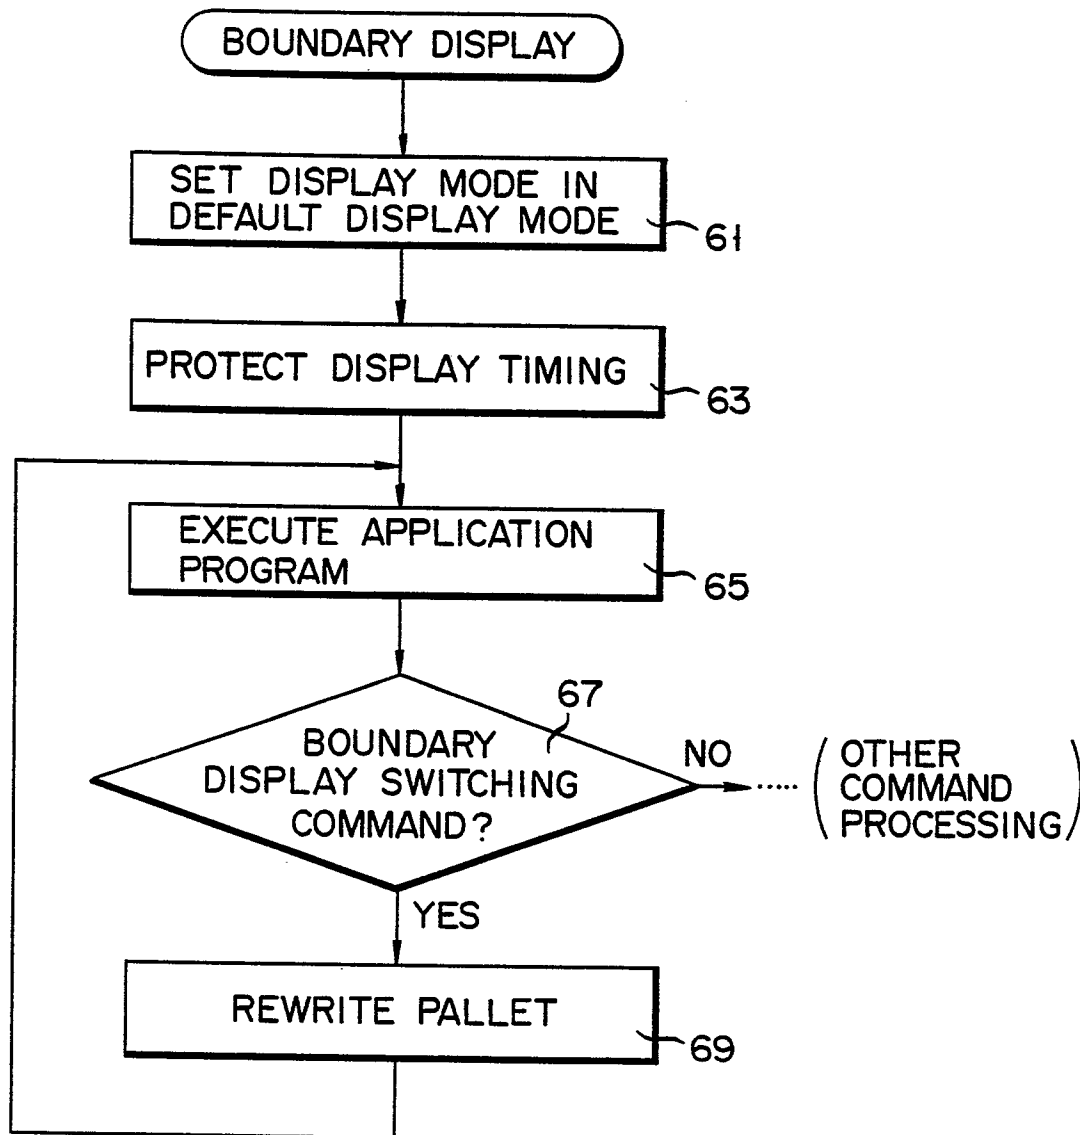 BOUNDARY DISPLAY
SET DISPLAY MODE IN
DEFAULT DISPLAY MODE
61
PROTECT DISPLAY TIMING
63
EXECUTE APPLICATION
PROGRAM
65
67
BOUNDARY
DISPLAY SWITCHING
COMMAND?
NO
(OTHER
COMMAND
PROCESSING)
YES
REWRITE PALLET
69